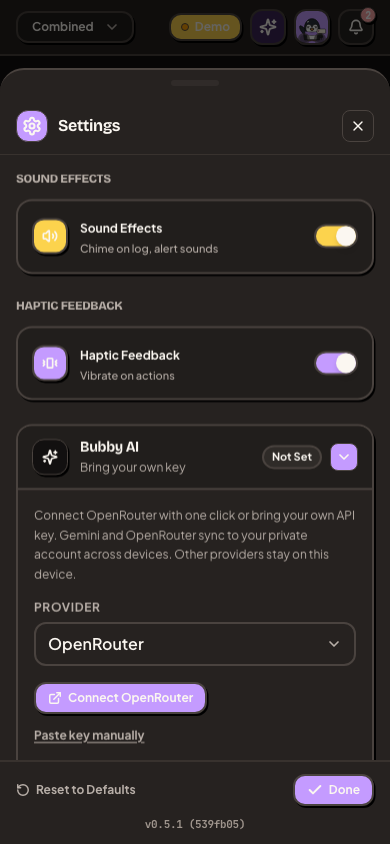 Combined
Demo
2
Settings
SOUND EFFECTS
Sound Effects
Chime on log, alert sounds
HAPTIC FEEDBACK
Haptic Feedback
Vibrate on actions
Bubby AI
Bring your own key
Not Set
Connect OpenRouter with one click or bring your own API
key. Gemini and OpenRouter sync to your private
account across devices. Other providers stay on this
device.
PROVIDER
OpenRouter
Connect OpenRouter
Paste key manually
Reset to Defaults
Done
v0.5.1 (539fb05)